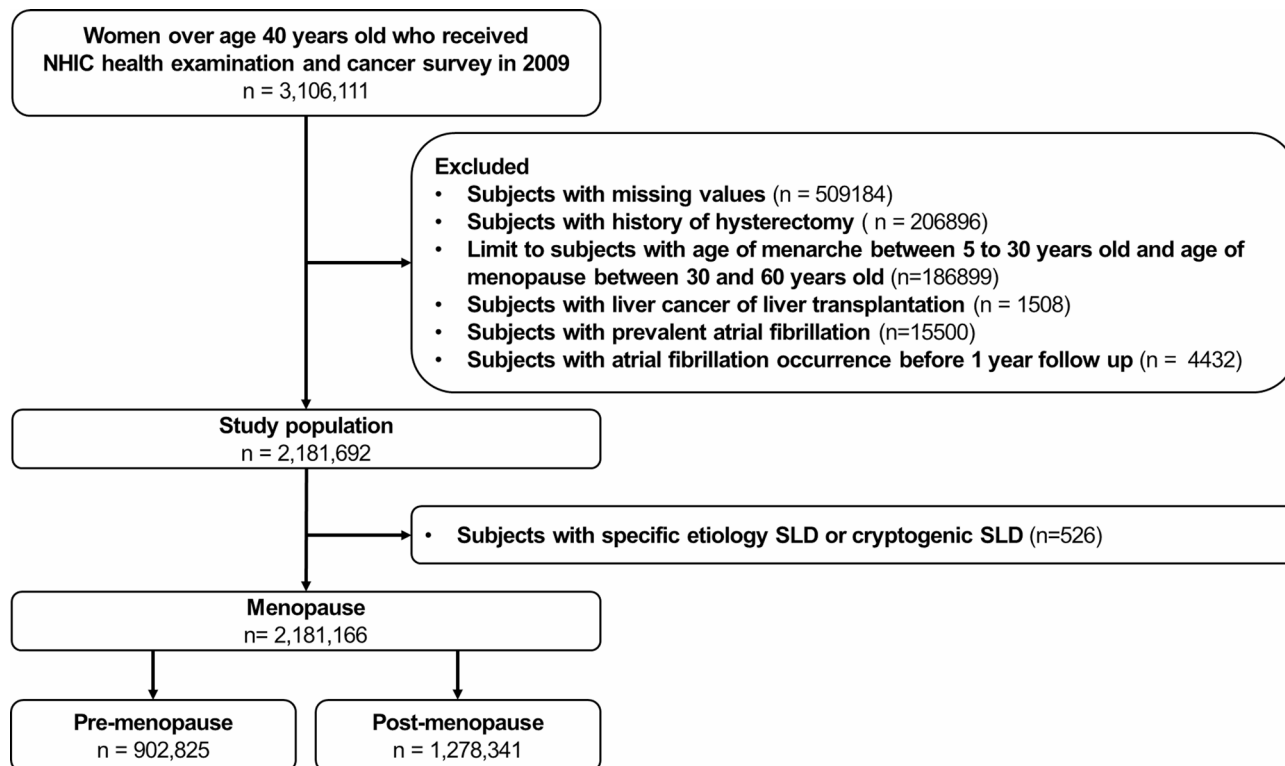 Women over age 40 years old who received
NHIC health examination and cancer survey in 2009
n = 3,106,111
Excluded
• Subjects with missing values (n = 509184)
• Subjects with history of hysterectomy ( n = 206896)
• Limit to subjects with age of menarche between 5 to 30 years old and age of
menopause between 30 and 60 years old (n=186899)
• Subjects with liver cancer of liver transplantation (n = 1508)
• Subjects with prevalent atrial fibrillation (n=15500)
• Subjects with atrial fibrillation occurrence before 1 year follow up (n = 4432)
Study population
n = 2,181,692
• Subjects with specific etiology SLD or cryptogenic SLD (n=526)
Menopause
n= 2,181,166
Pre-menopause
n = 902,825
Post-menopause
n = 1,278,341